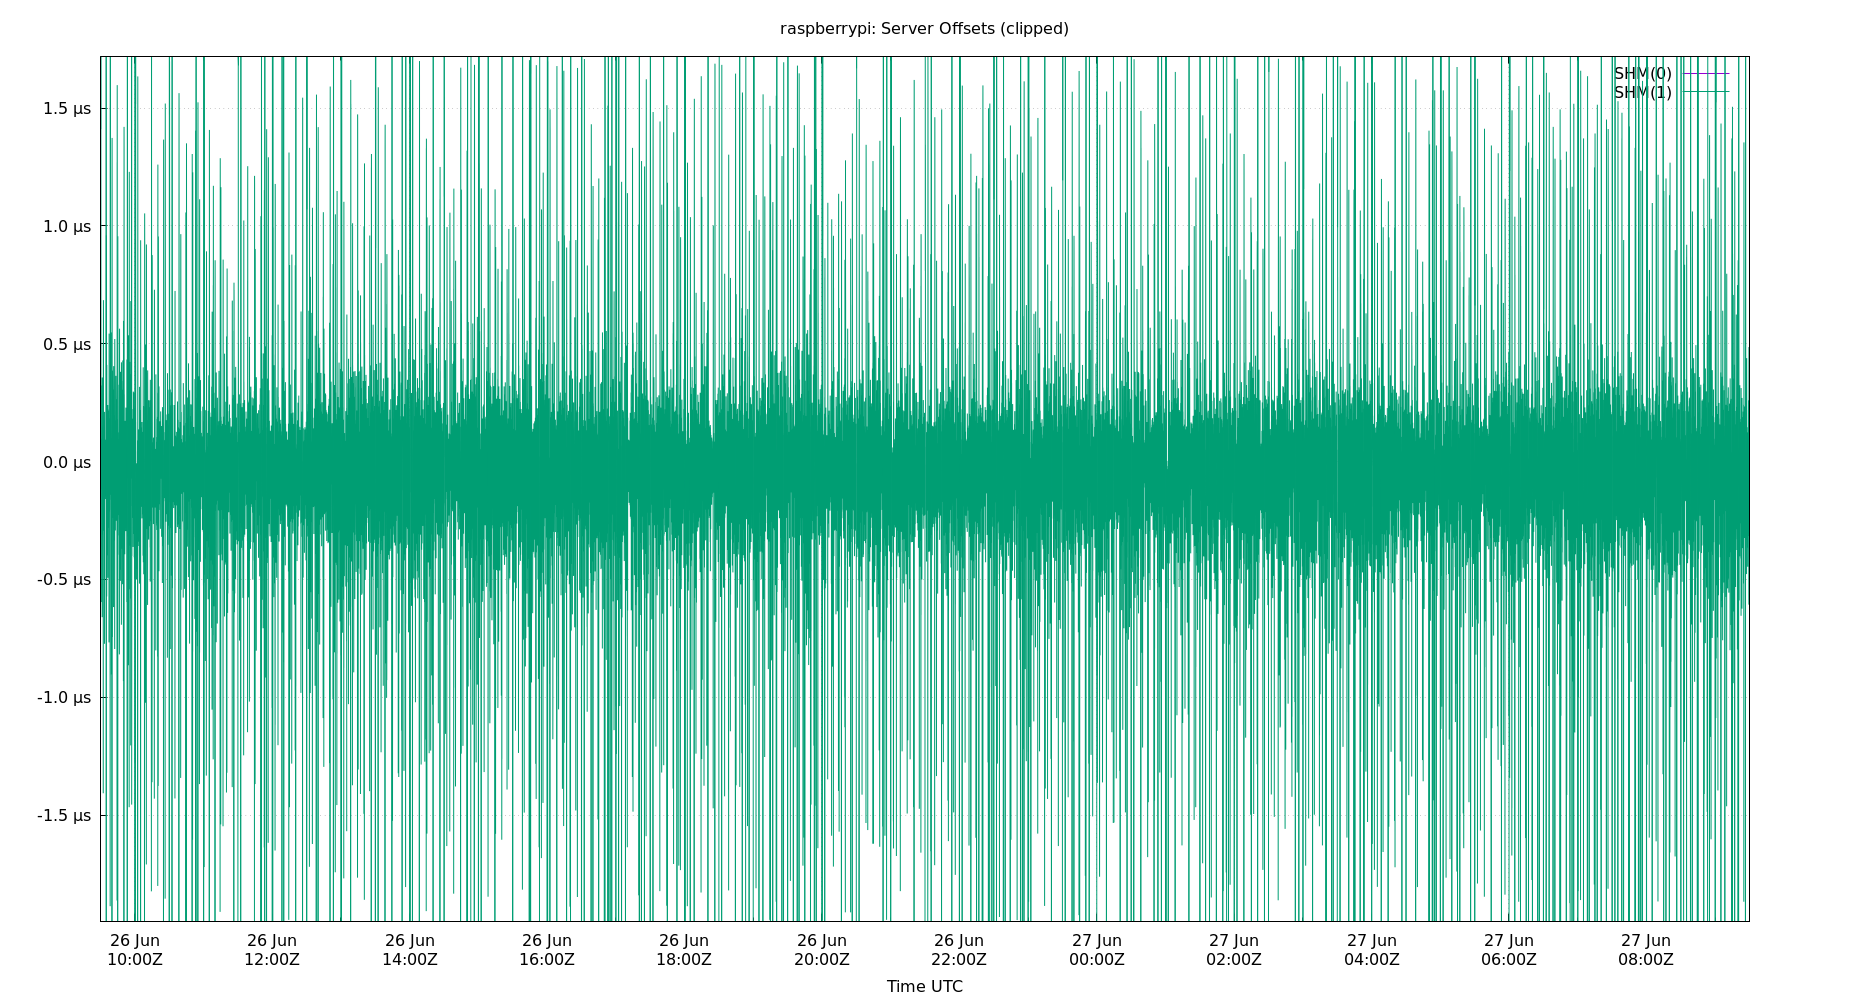 raspberrypi: Server Offsets (clipped)
SHM(0)
SHM(1)
1.5 µs
1.0 µs
0.5 µs
0.0 µs
-0.5 µs
-1.0 µs
-1.5 µs
26 Jun 26 Jun 26 Jun 26 Jun 26 Jun 26 Jun 26 Jun 27 Jun 27 Jun 27 Jun 27 Jun 27 Jun
10:00Z 12:00Z 14:00Z 16:00Z 18:00Z 20:00Z 22:00Z 00:00Z 02:00Z 04:00Z 06:00Z 08:00Z
Time UTC